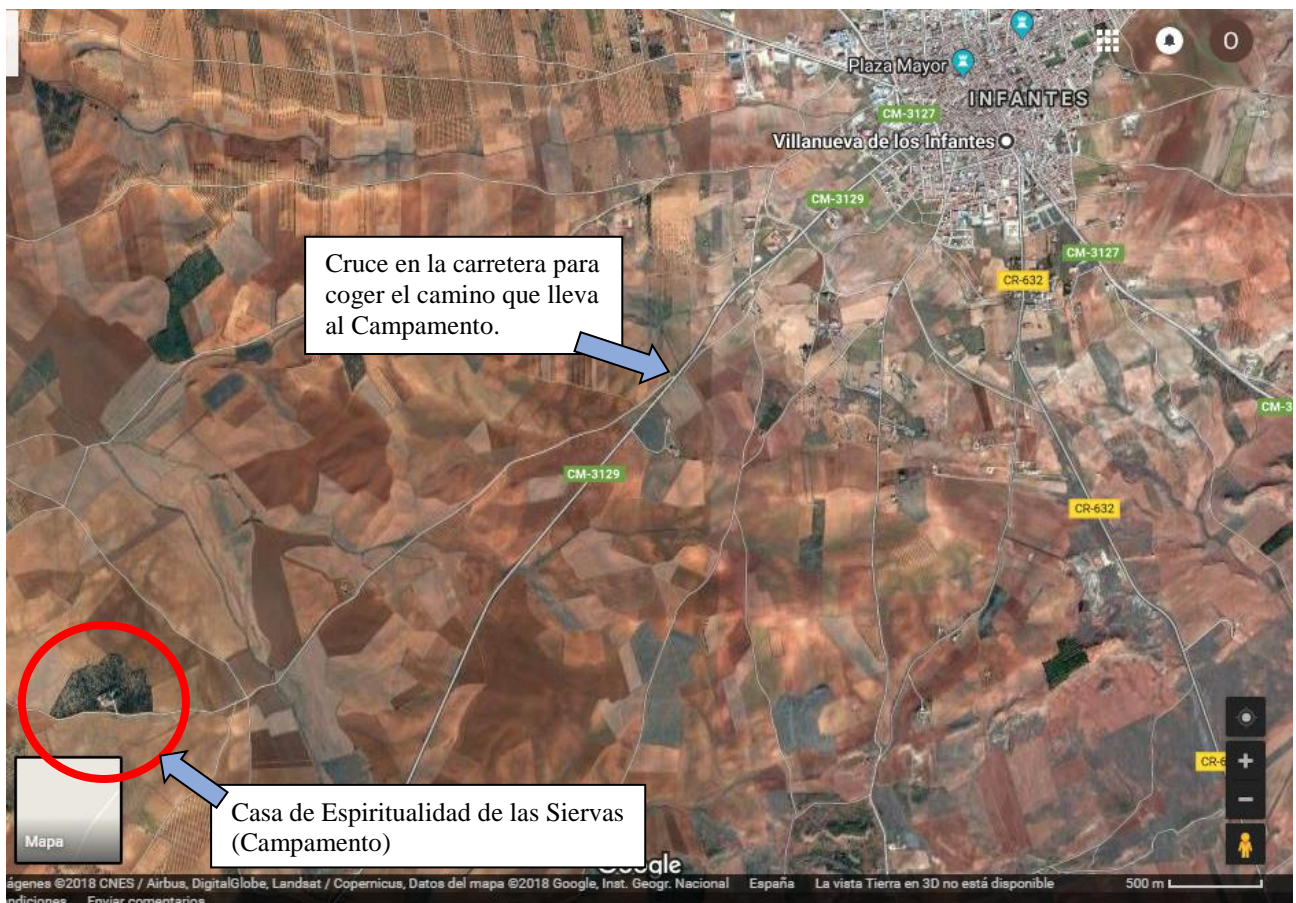 O
Plaza Mayor
INFANTES
CM-3127
Villanueva de los Infantes
CM-3129
CM-3127
CR-632
Cruce en la carretera para
coger el camino que lleva
al Campamento.
CM-3
CM-3129
CR-632
CR-6
Casa de Espiritualidad de las Siervas
(Campamento)
Mapa
Google
ágenes ©2018 CNES / Airbus, DigitalGlobe, Landsat / Copernicus, Datos del mapa ©2018 Google, Inst. Geogr. Nacional España La vista Tierra en 3D no está disponible 500 m
ndiciones Enviar comentarios